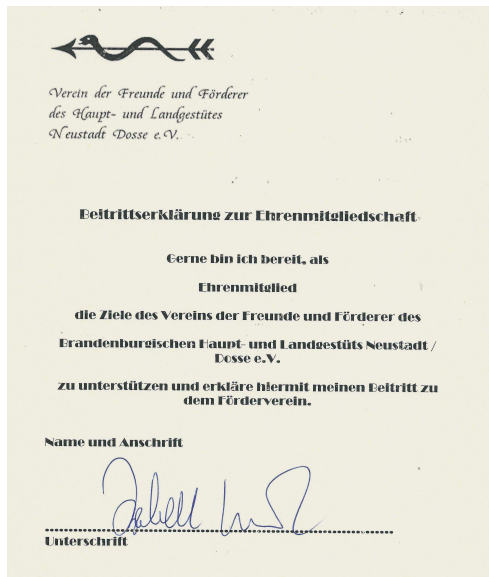 Verein der Freunde und Förderer
des Haupt- und Landgestütes
Neustadt Dosse e.V.
Beitrittserklärung zur Ehrenmitgliedschaft
Gerne bin ich bereit, als
Ehrenmitglied
die Ziele des Vereins der Freunde und Förderer des
Brandenburgischen Haupt- und Landgestüts Neustadt /
Dosse e.V.
zu unterstützen und erkläre hiermit meinen Beitritt zu
dem Förderverein.
Name und Anschrift
Unterschrift